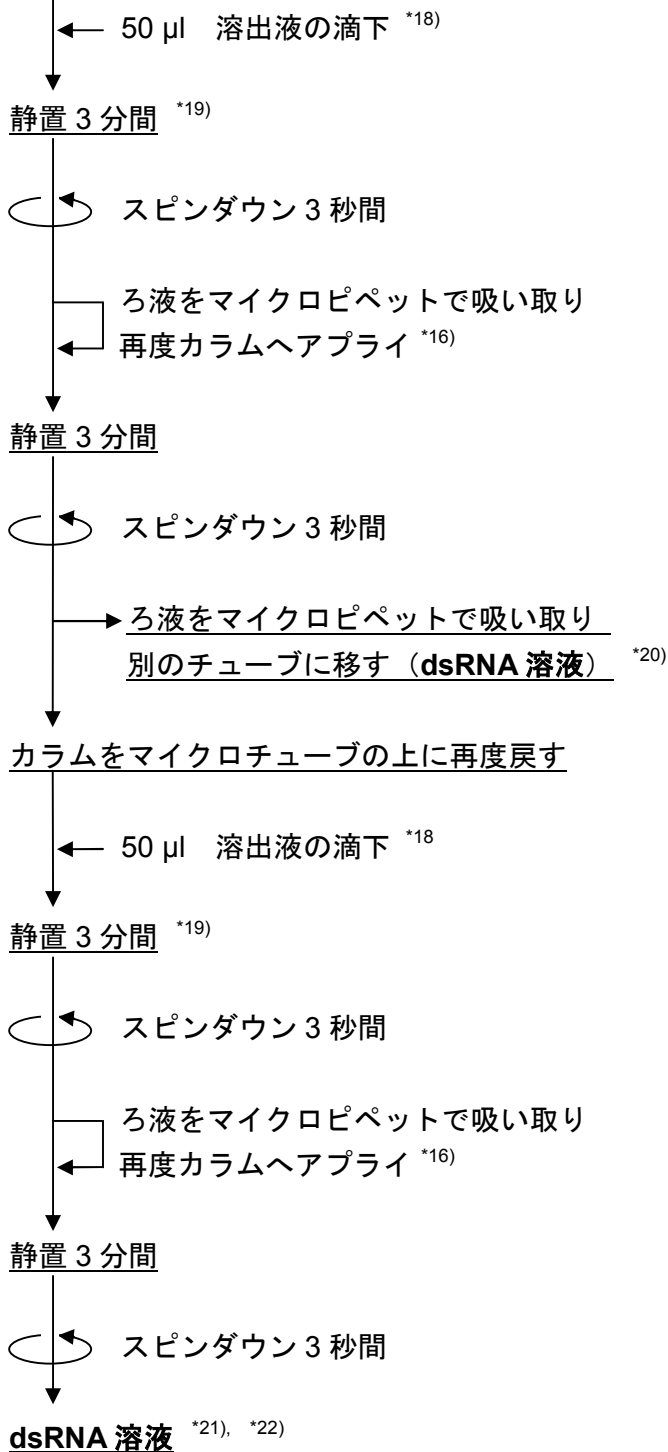 50 µl　溶出液の滴下 *18)
静置 3 分間 *19)
スピンダウン 3 秒間
ろ液をマイクロピペットで吸い取り
再度カラムへアプライ *16)
静置 3 分間
スピンダウン 3 秒間
ろ液をマイクロピペットで吸い取り
別のチューブに移す（dsRNA 溶液） *20)
カラムをマイクロチューブの上に再度戻す
50 µl　溶出液の滴下 *18
静置 3 分間 *19)
スピンダウン 3 秒間
ろ液をマイクロピペットで吸い取り
再度カラムへアプライ *16)
静置 3 分間
スピンダウン 3 秒間
dsRNA 溶液 *21), *22)